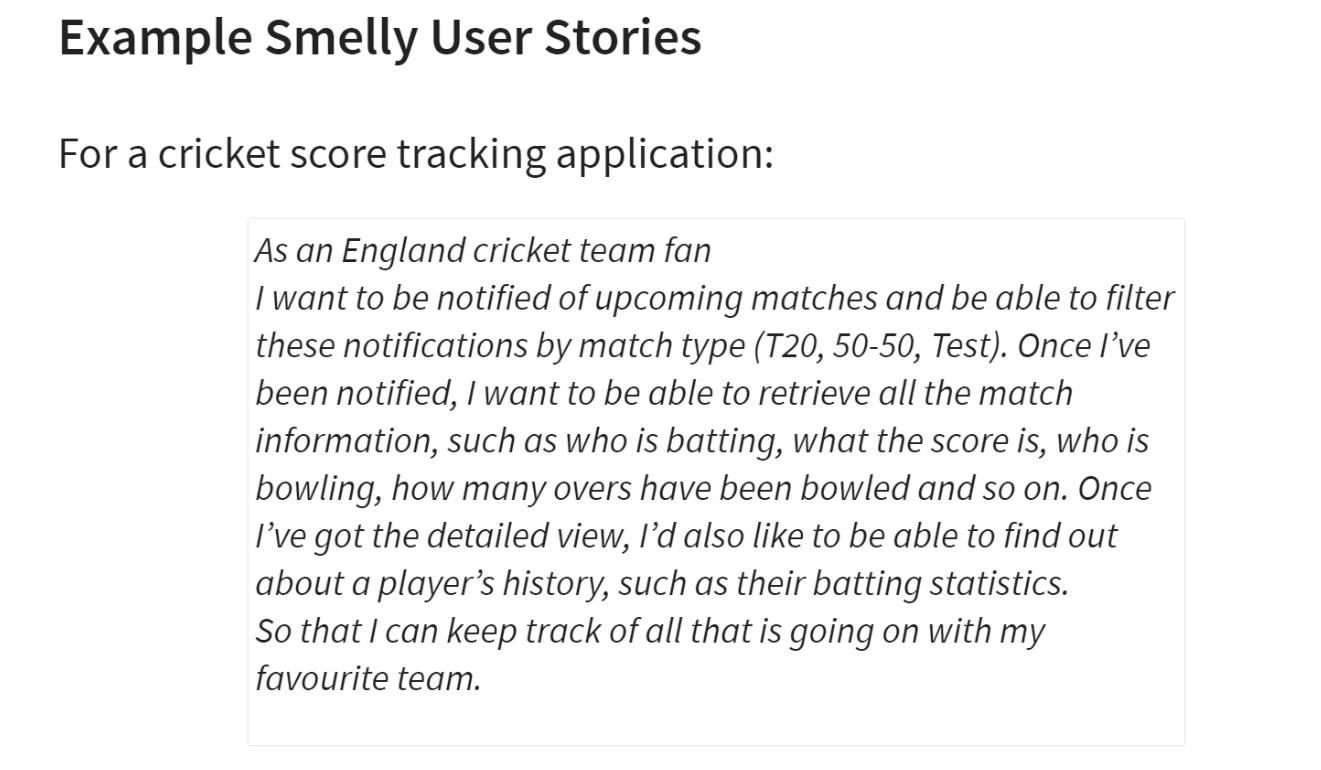 Example Smelly User Stories
For a cricket score tracking application:
As an England cricket team fan
I want to be notified of upcoming matches and be able to filter
these notifications by match type (T20, 50-50, Test). Once I’ve
been notified, I want to be able to retrieve all the match
information, such as who is batting, what the score is, who is
bowling, how many overs have been bowled and so on. Once
I’ve got the detailed view, I’d also like to be able to find out
about a player’s history, such as their batting statistics.
So that I can keep track of all that is going on with my
favourite team.